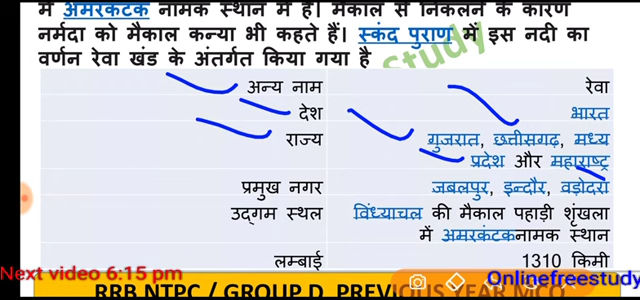 में अमरकंटक नामक स्थान में है। मैकाल से निकलने के कारण
नर्मदा को मैकाल कन्या भी कहते हैं। स्कंद पुराण में इस नदी का
वर्णन रेवा खंड के अंतर्गत किया गया है
अन्य नाम रेवा
देश भारत
राज्य गुजरात, छत्तीसगढ़, मध्य
प्रदेश और महाराष्ट्र
प्रमुख नगर जबलपुर, इन्दौर, वड़ोदरा
उद्गम स्थल विंध्याचल की मैकाल पहाड़ी शृंखला
में अमरकंटकनामक स्थान
लम्बाई 1310 किमी
Next video 6:15 pm
Onlinefreestudy
RRB NTPC / GROUP D PREVIOUS YEAR MCQ